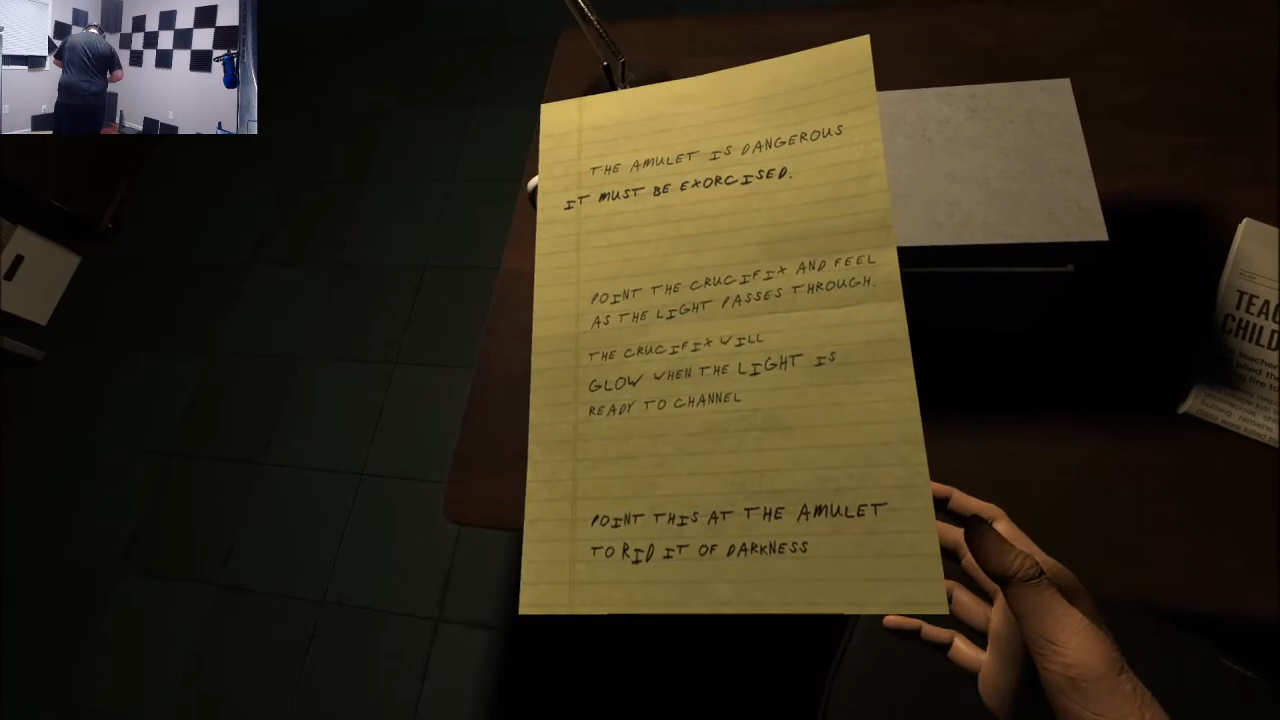 THE AMULET IS DANGEROUS
IT MUST BE EXORCISED.
POINT THE CRUCIFIX AND FEEL
AS THE LIGHT PASSES THROUGH.
THE CRUCIFIX WILL
GLOW WHEN THE LIGHT IS
READY TO CHANNEL
POINT THIS AT THE AMULET
TO RID IT OF DARKNESS
CHILD